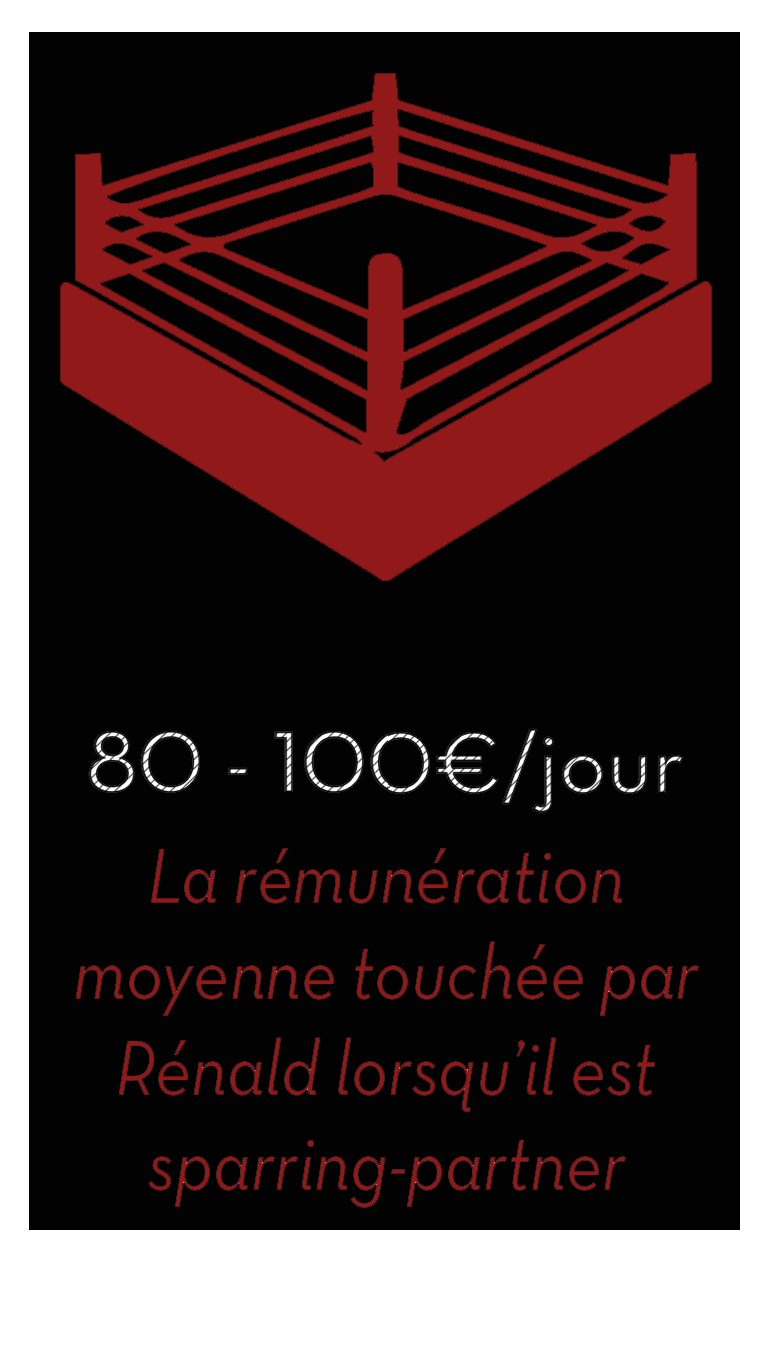 80 - 100€/jour
La rémunération
moyenne touchée par
Rénald lorsqu’il est
sparring-partner